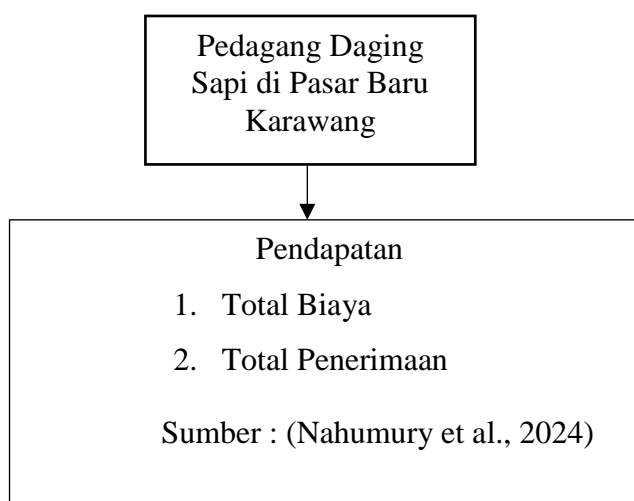 Pedagang Daging
Sapi di Pasar Baru
Karawang
Pendapatan
1. Total Biaya
2. Total Penerimaan
Sumber : (Nahumury et al., 2024)